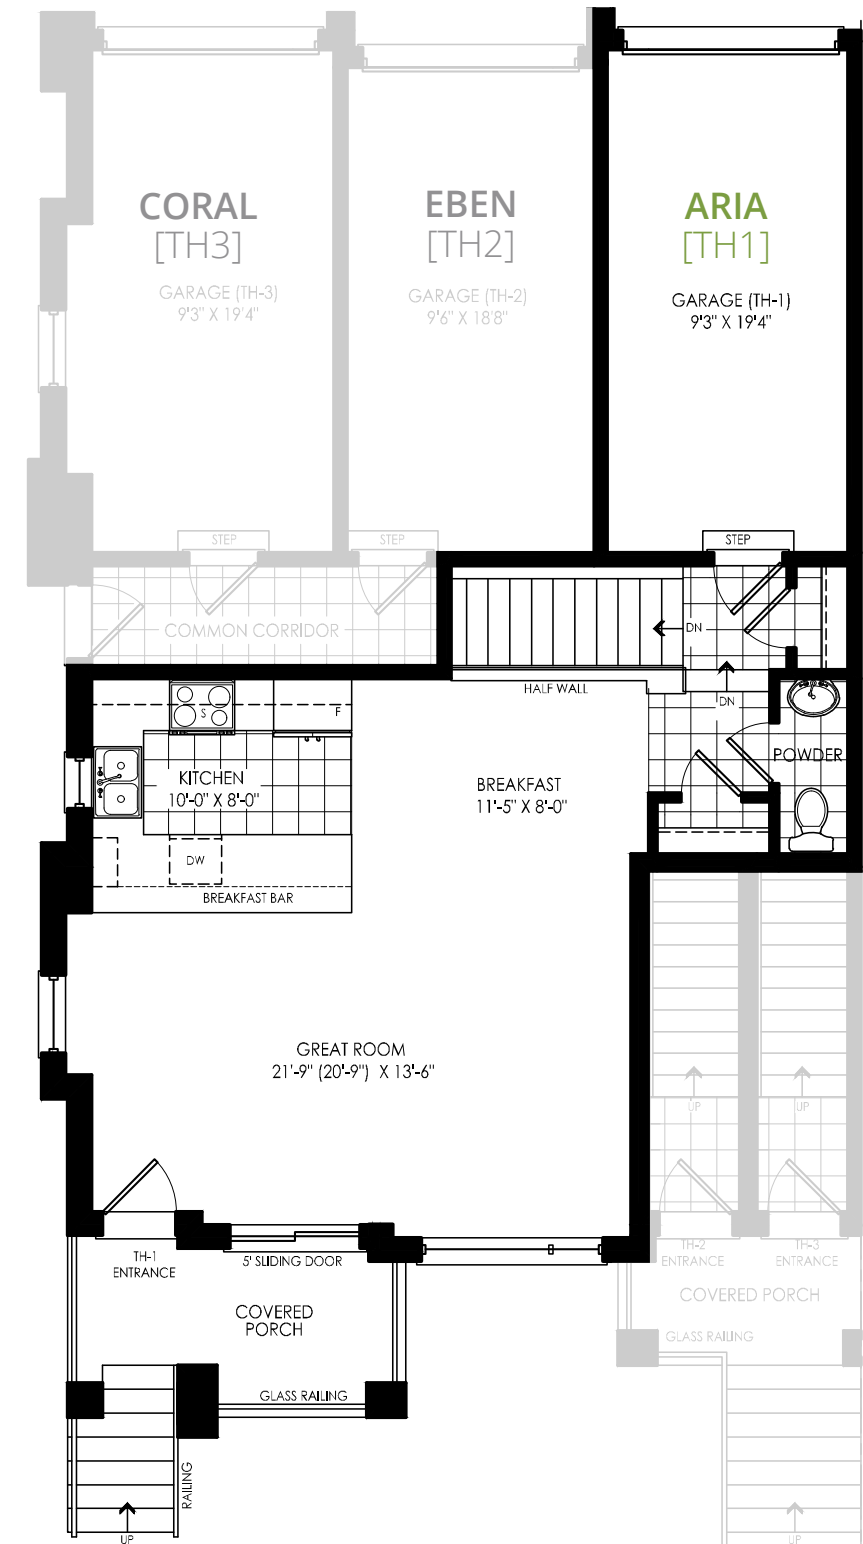 CORAL
[TH3]
GARAGE (TH-3)
9'3" X 19'4"
EBEN
[TH2]
GARAGE (TH-2)
9'6" X 18'8"
ARIA
[TH1]
GARAGE (TH-1)
9'3" X 19'4"
STEP
STEP
STEP
COMMON CORRIDOR
DN
HALF WALL
DN
S
F
KITCHEN
10'-0" X 8'-0"
BREAKFAST
11'-5" X 8'-0"
POWDER
DW
BREAKFAST BAR
GREAT ROOM
21'-9" (20'-9") X 13'-6"
UP
UP
TH-1
ENTRANCE
5' SLIDING DOOR
TH-2
ENTRANCE
TH-3
ENTRANCE
COVERED
PORCH
COVERED PORCH
GLASS RAILING
GLASS RAILING
RAILING
UP
UP